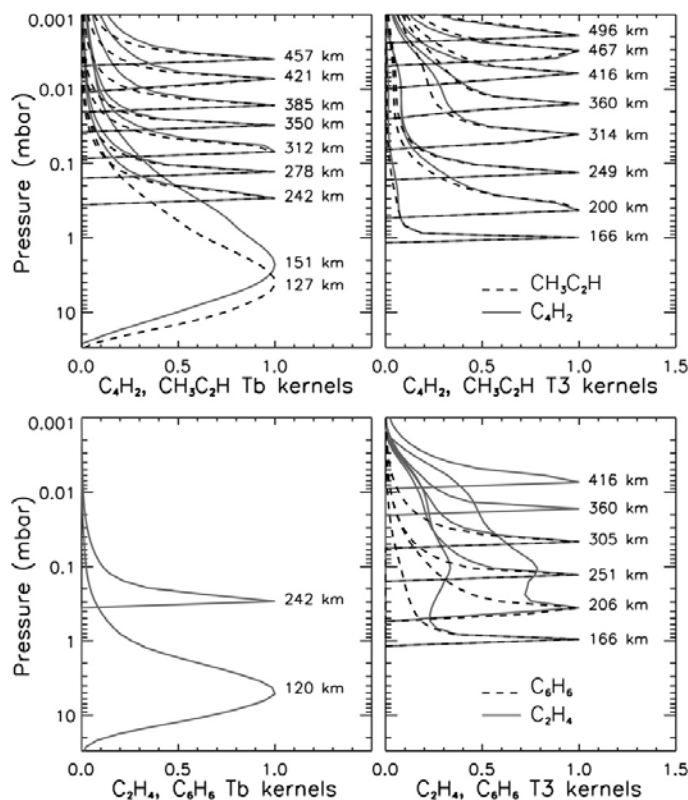 0.001
0.01
0.1
1
10
Pressure (mbar)
457 km
421 km
385 km
350 km
312 km
278 km
242 km
151 km
127 km
0.0 0.5 1.0
C₄H₂, CH₃C₂H Tb kernels
496 km
467 km
416 km
360 km
314 km
249 km
200 km
166 km
CH₃C₂H
C₄H₂
0.0 0.5 1.0 1.5
C₄H₂, CH₃C₂H T3 kernels
0.001
0.01
0.1
1
10
Pressure (mbar)
242 km
120 km
0.0 0.5 1.0
C₂H₄, C₆H₆ Tb kernels
416 km
360 km
305 km
251 km
206 km
166 km
C₆H₆
C₂H₄
0.0 0.5 1.0 1.5
C₂H₄, C₆H₆ T3 kernels